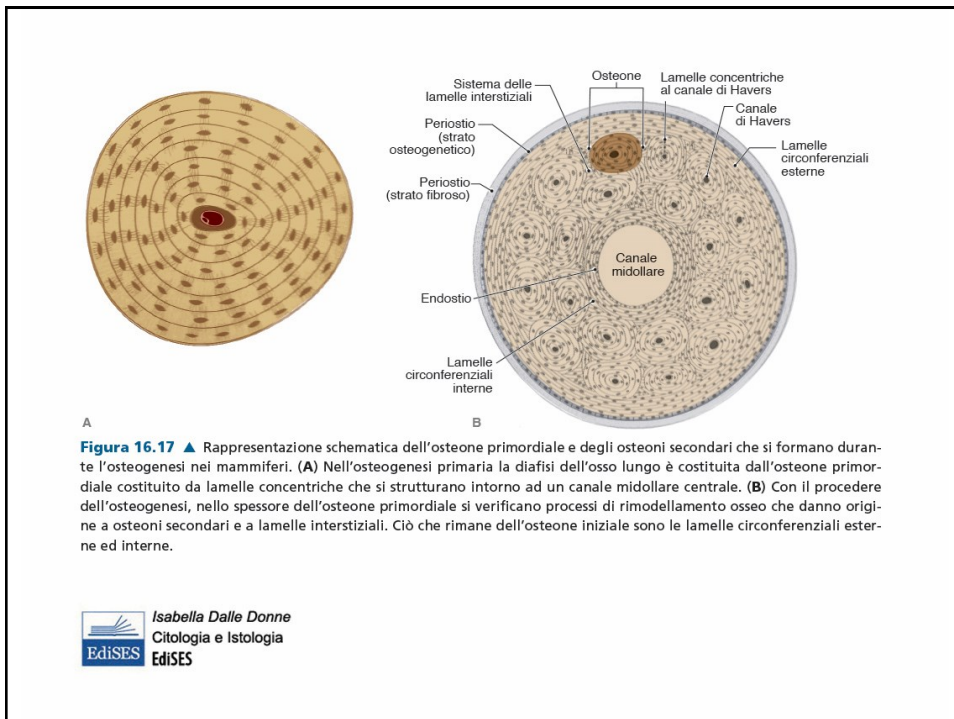 Sistema delle
lamelle interstiziali
Osteone
Lamelle concentriche
al canale di Havers
Canale
di Havers
Periostio
(strato
osteogenetico)
Lamelle
circonferenziali
esterne
Periostio
(strato fibroso)
Canale
midollare
Endostio
Lamelle
circonferenziali
interne
A
B
Figura 16.17 ▲ Rappresentazione schematica dell'osteone primordiale e degli osteoni secondari che si formano duran-
te l'osteogenesi nei mammiferi. (A) Nell'osteogenesi primaria la diafisi dell'osso lungo è costituita dall'osteone primor-
diale costituito da lamelle concentriche che si strutturano intorno ad un canale midollare centrale. (B) Con il procedere
dell'osteogenesi, nello spessore dell'osteone primordiale si verificano processi di rimodellamento osseo che danno origi-
ne a osteoni secondari e a lamelle interstiziali. Ciò che rimane dell'osteone iniziale sono le lamelle circonferenziali ester-
ne ed interne.
Isabella Dalle Donne
Citologia e Istologia
EdiSES
EdiSES